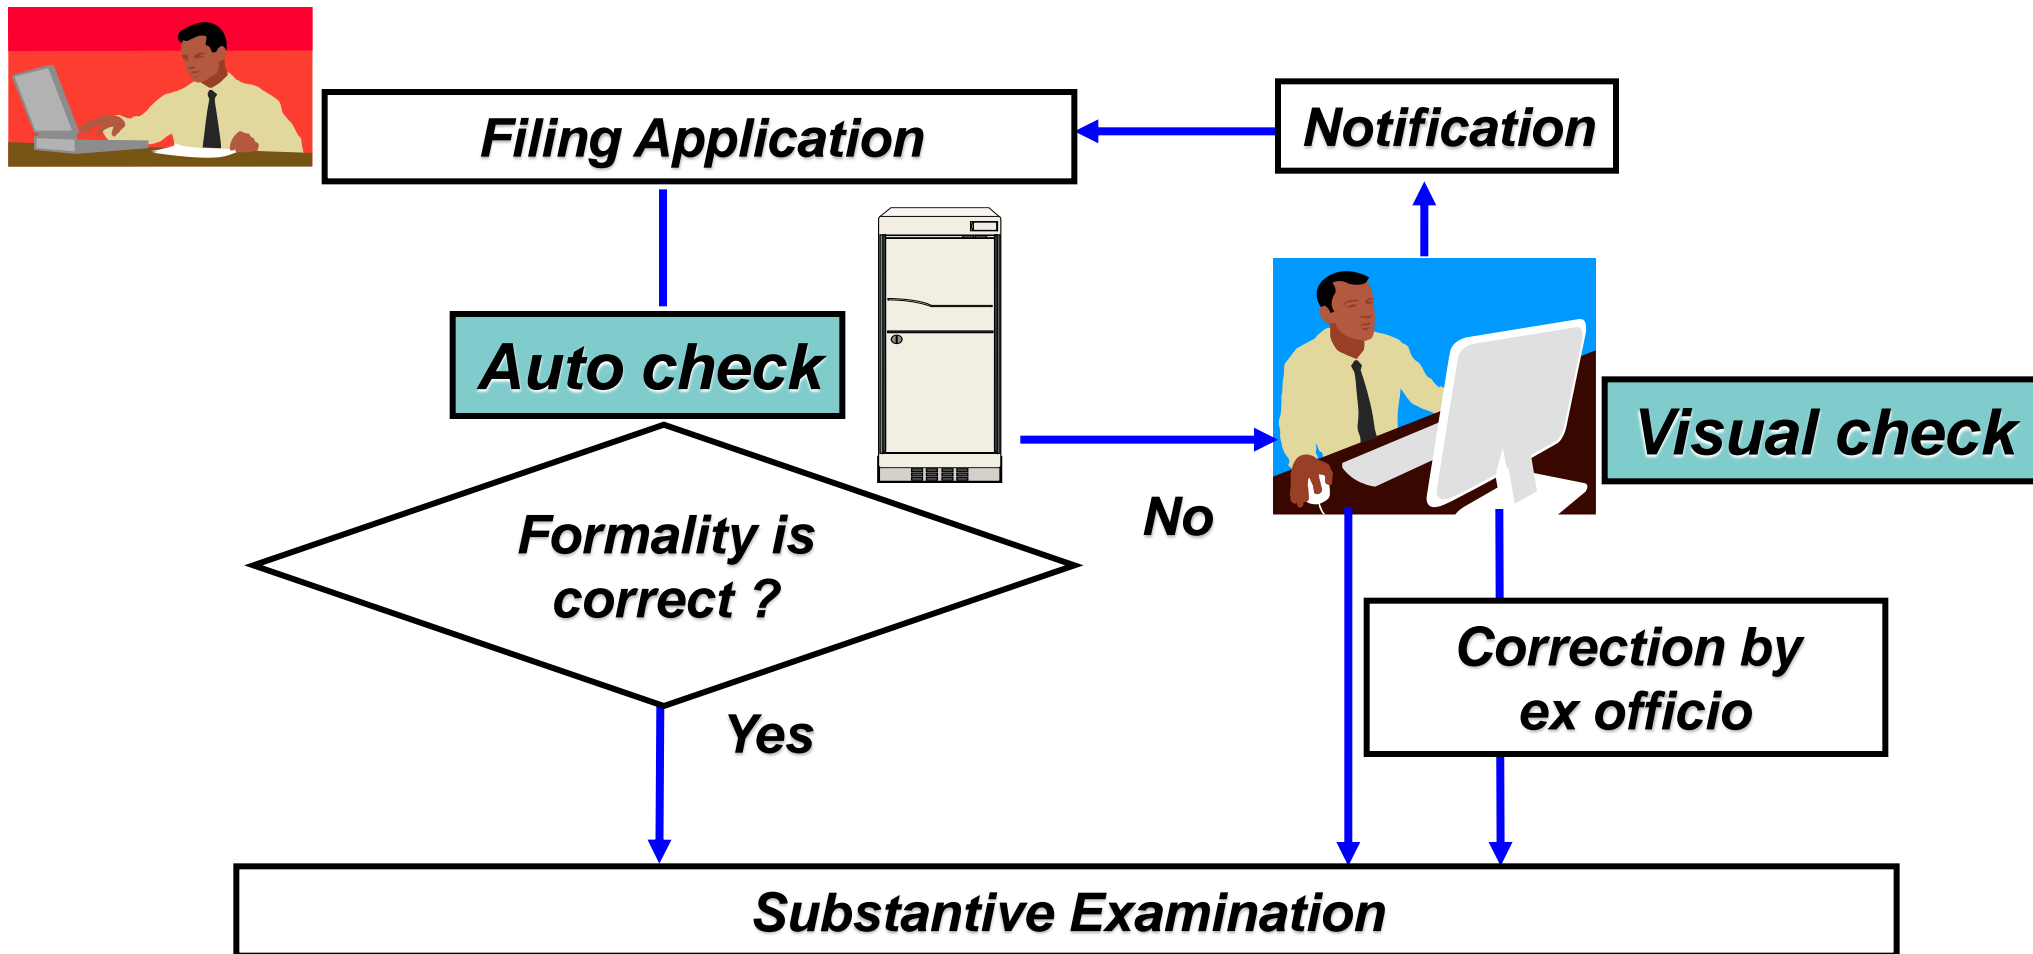 Filing Application
Notification
Auto check
Visual check
No
Formality is
correct ?
Correction by
ex officio
Yes
Substantive Examination